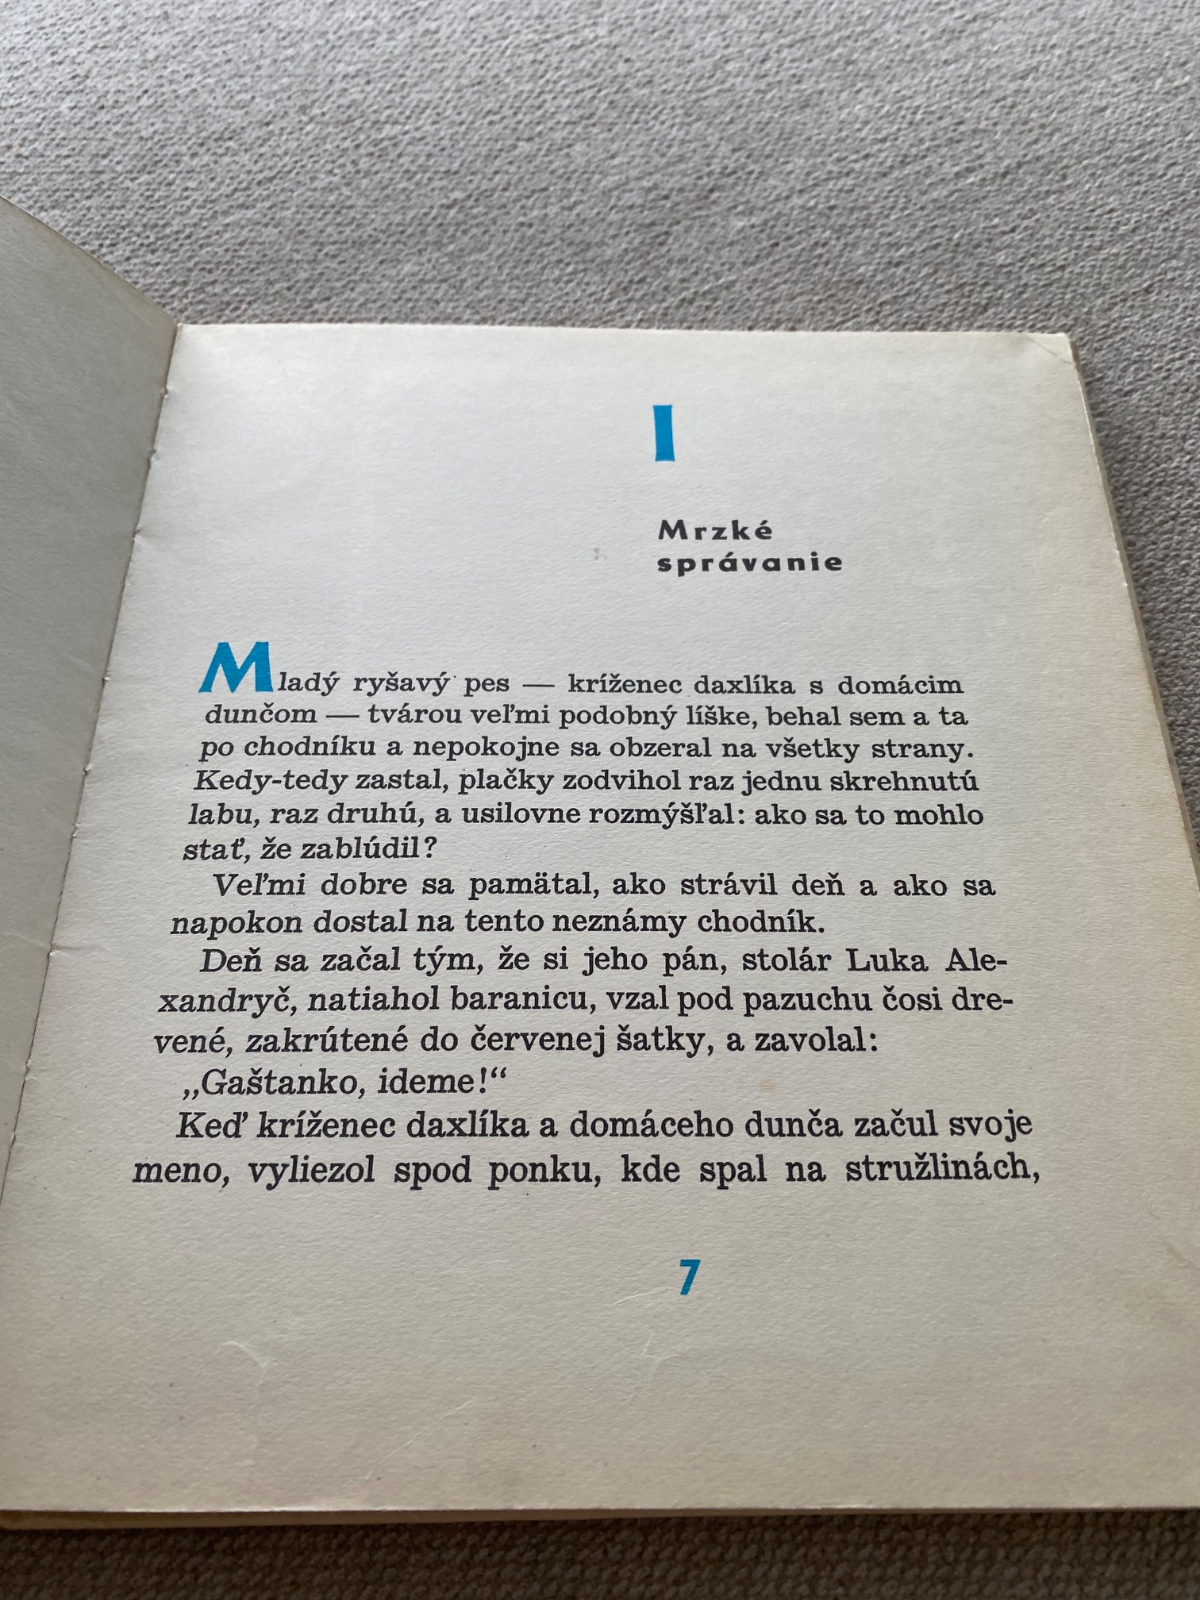 I
Mrzké
správanie
Mladý ryšavý pes — kríženec daxlíka s domácim
dunčom — tvárou veľmi podobný líške, behal sem a ta
po chodníku a nepokojne sa obzeral na všetky strany.
Kedy-tedy zastal, plačky zodvihol raz jednu skrehnutú
labu, raz druhú, a usilovne rozmýšľal: ako sa to mohlo
stať, že zablúdil?
Veľmi dobre sa pamätal, ako strávil deň a ako sa
napokon dostal na tento neznámy chodník.
Deň sa začal tým, že si jeho pán, stolár Luka Ale-
xandryč, natiahol baranicu, vzal pod pazuchu čosi dre-
vené, zakrútené do červenej šatky, a zavolal:
„Gaštanko, ideme!“
Keď kríženec daxlíka a domáceho dunča začul svoje
meno, vyliezol spod ponku, kde spal na stružlinách,
7